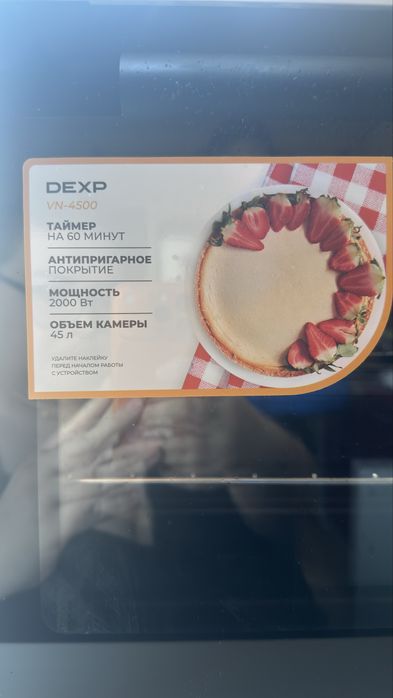 DEXP
VN-4500
ТАЙМЕР
НА 60 МИНУТ
АНТИПРИГАРНОЕ
ПОКРЫТИЕ
МОЩНОСТЬ
2000 Вт
ОБЪЕМ КАМЕРЫ
45 л
УДАЛИТЕ НАКЛЕЙКУ
ПЕРЕД НАЧАЛОМ РАБОТЫ
С УСТРОЙСТВОМ